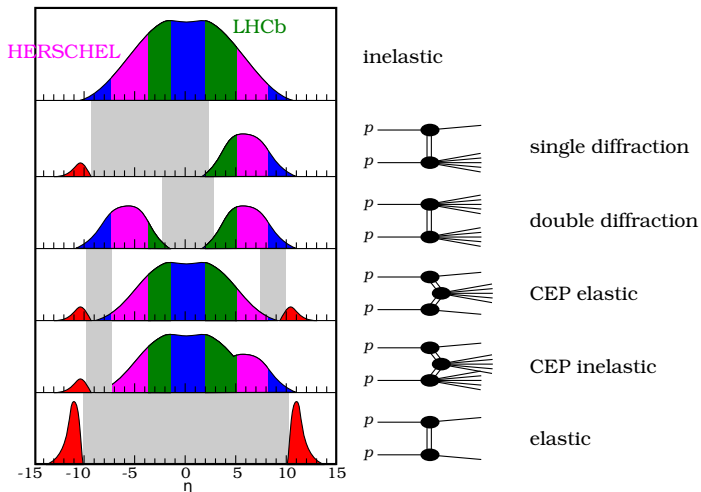 LHCb
HERSCHEL
inelastic
p
p
single diffraction
p
p
double diffraction
p
p
CEP elastic
p
p
CEP inelastic
p
p
elastic
-15 -10 -5 0 5 10 15
η